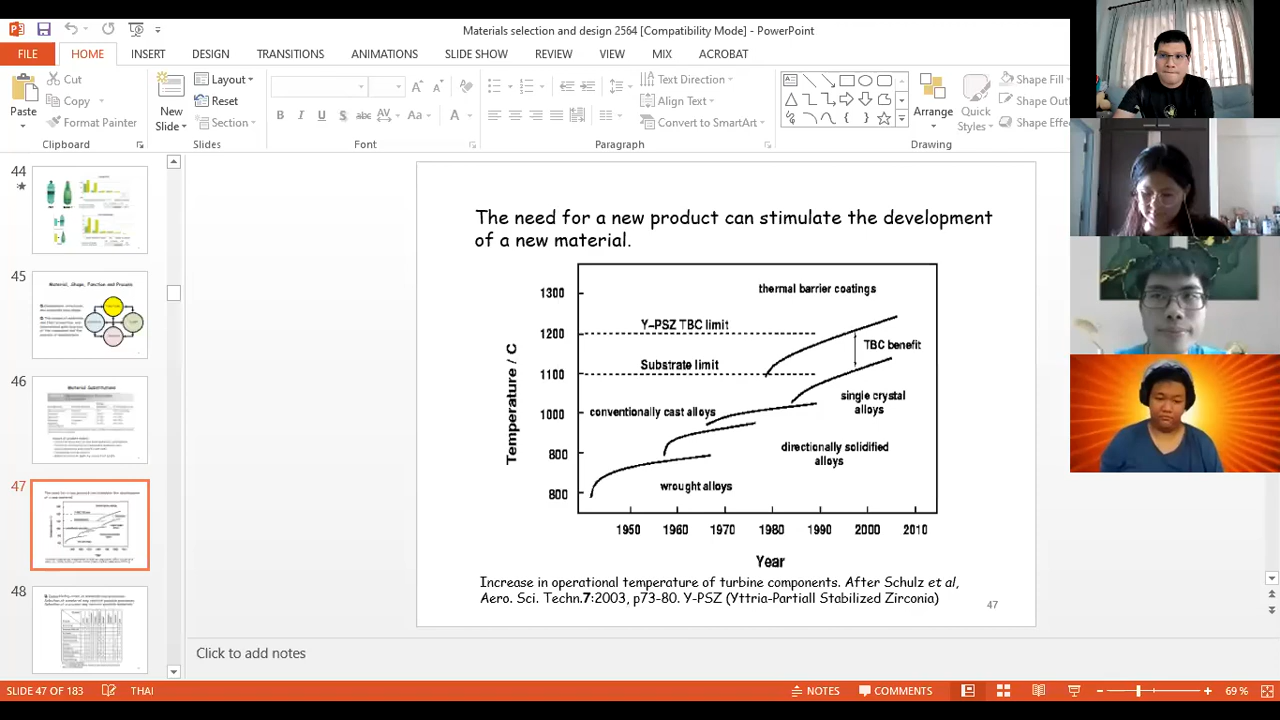 Materials selection and design 2564 [Compatibility Mode] - PowerPoint
FILE HOME INSERT DESIGN TRANSITIONS ANIMATIONS SLIDE SHOW REVIEW VIEW MIX ACROBAT
Paste
Cut
Copy
Format Painter
Clipboard
New
Slide
Layout
Reset
Section
Slides
Font
Text Direction
Align Text
Convert to SmartArt
Paragraph
Arrange
Quick
Styles
Shape Fill
Shape Out
Shape Effe
Drawing
44
45
Material, Shape, Function and Process
46
Material Substitutions
47
48
The need for a new product can stimulate the development
of a new material.
Temperature / C
1300
1200
1100
1000
800
800
thermal barrier coatings
Y-PSZ TBC limit
TBC benefit
Substrate limit
single crystal
alloys
conventionally cast alloys
directionally solidified
alloys
wrought alloys
1950 1960 1970 1980 1990 2000 2010
Year
Increase in operational temperature of turbine components. After Schulz et al,
Aero. Sci. Techn.7:2003, p73-80. Y-PSZ (Yttria-Partiall Stabilized Zirconia)
47
Click to add notes
SLIDE 47 OF 183 THAI NOTES COMMENTS 69 %